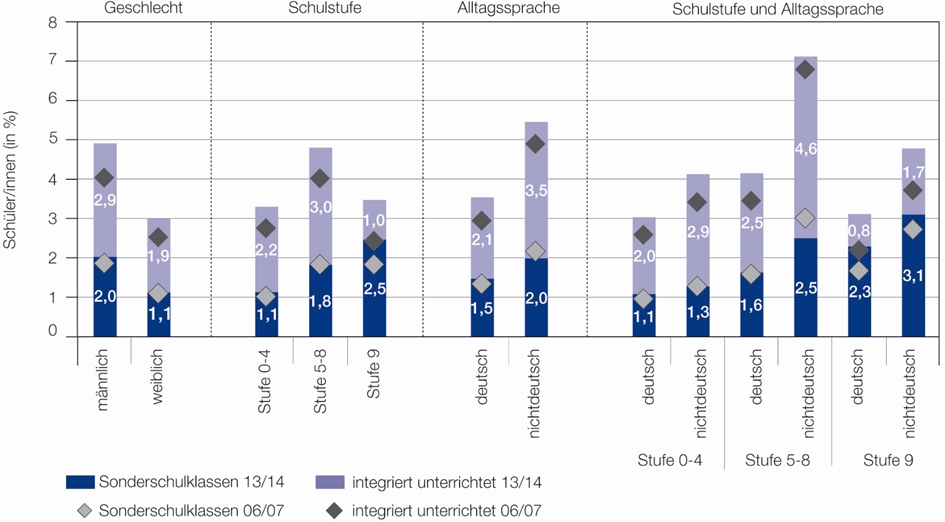 Geschlecht Schulstufe Alltagssprache Schulstufe und Alltagssprache
Schüler/innen (in %)
8
7
6
5
4
3
2
1
0
2,9 1,9 2,2 3,0 1,0 2,1 3,5 2,0 2,9 2,5 4,6 0,8 1,7
2,0 1,1 1,1 1,8 2,5 1,5 2,0 1,1 1,3 1,6 2,5 2,3 3,1
männlich
weiblich
Stufe 0-4
Stufe 5-8
Stufe 9
deutsch
nichtdeutsch
deutsch
nichtdeutsch
deutsch
nichtdeutsch
deutsch
nichtdeutsch
Stufe 0-4 Stufe 5-8 Stufe 9
Sonderschulklassen 13/14 integriert unterrichtet 13/14
Sonderschulklassen 06/07 integriert unterrichtet 06/07